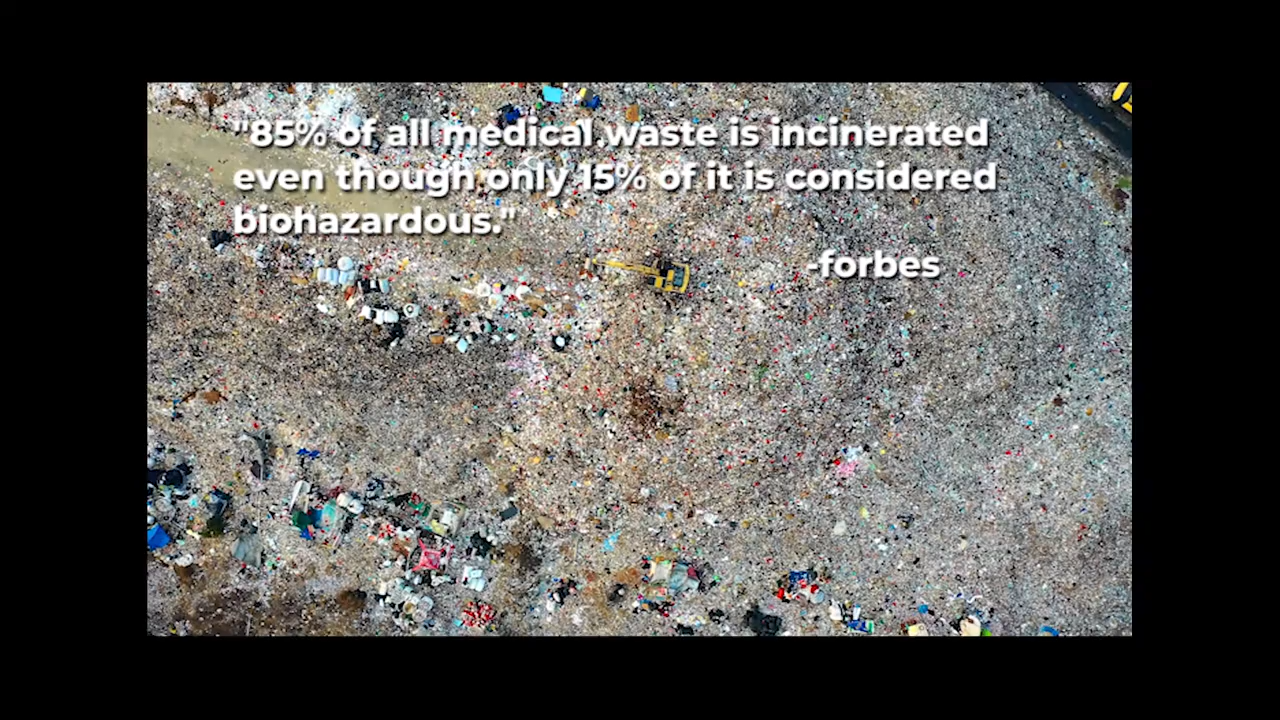 "85% of all medical waste is incinerated
even though only 15% of it is considered
biohazardous."
-forbes